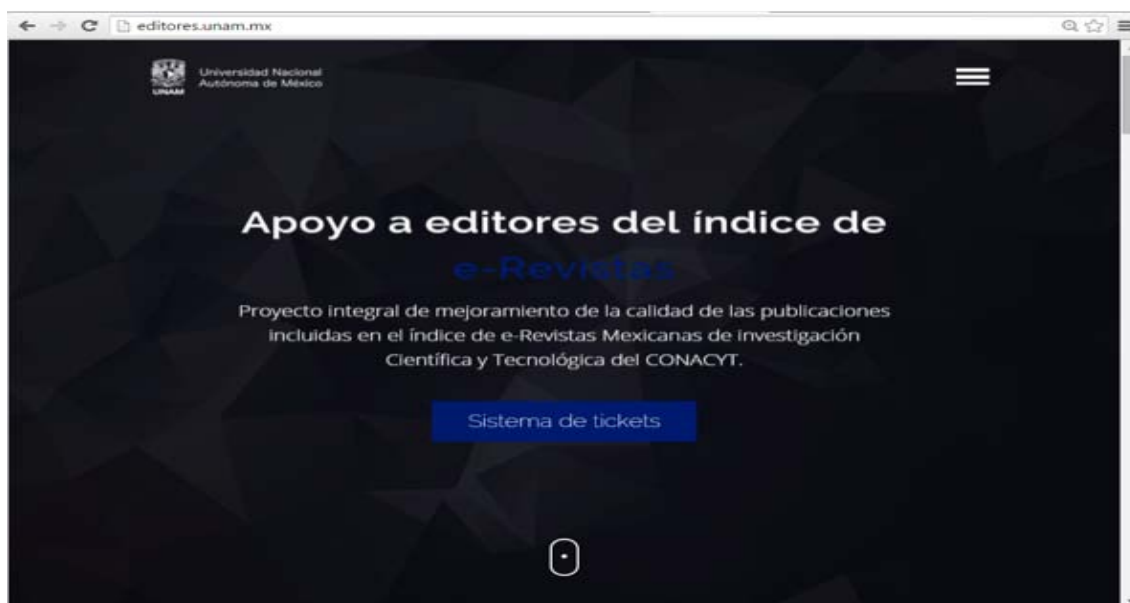 editores.unam.mx
Universidad Nacional
Autónoma de México
UNAM
Apoyo a editores del índice de
e-Revistas
Proyecto integral de mejoramiento de la calidad de las publicaciones
incluidas en el índice de e-Revistas Mexicanas de Investigación
Científica y Tecnológica del CONACYT.
Sistema de tickets